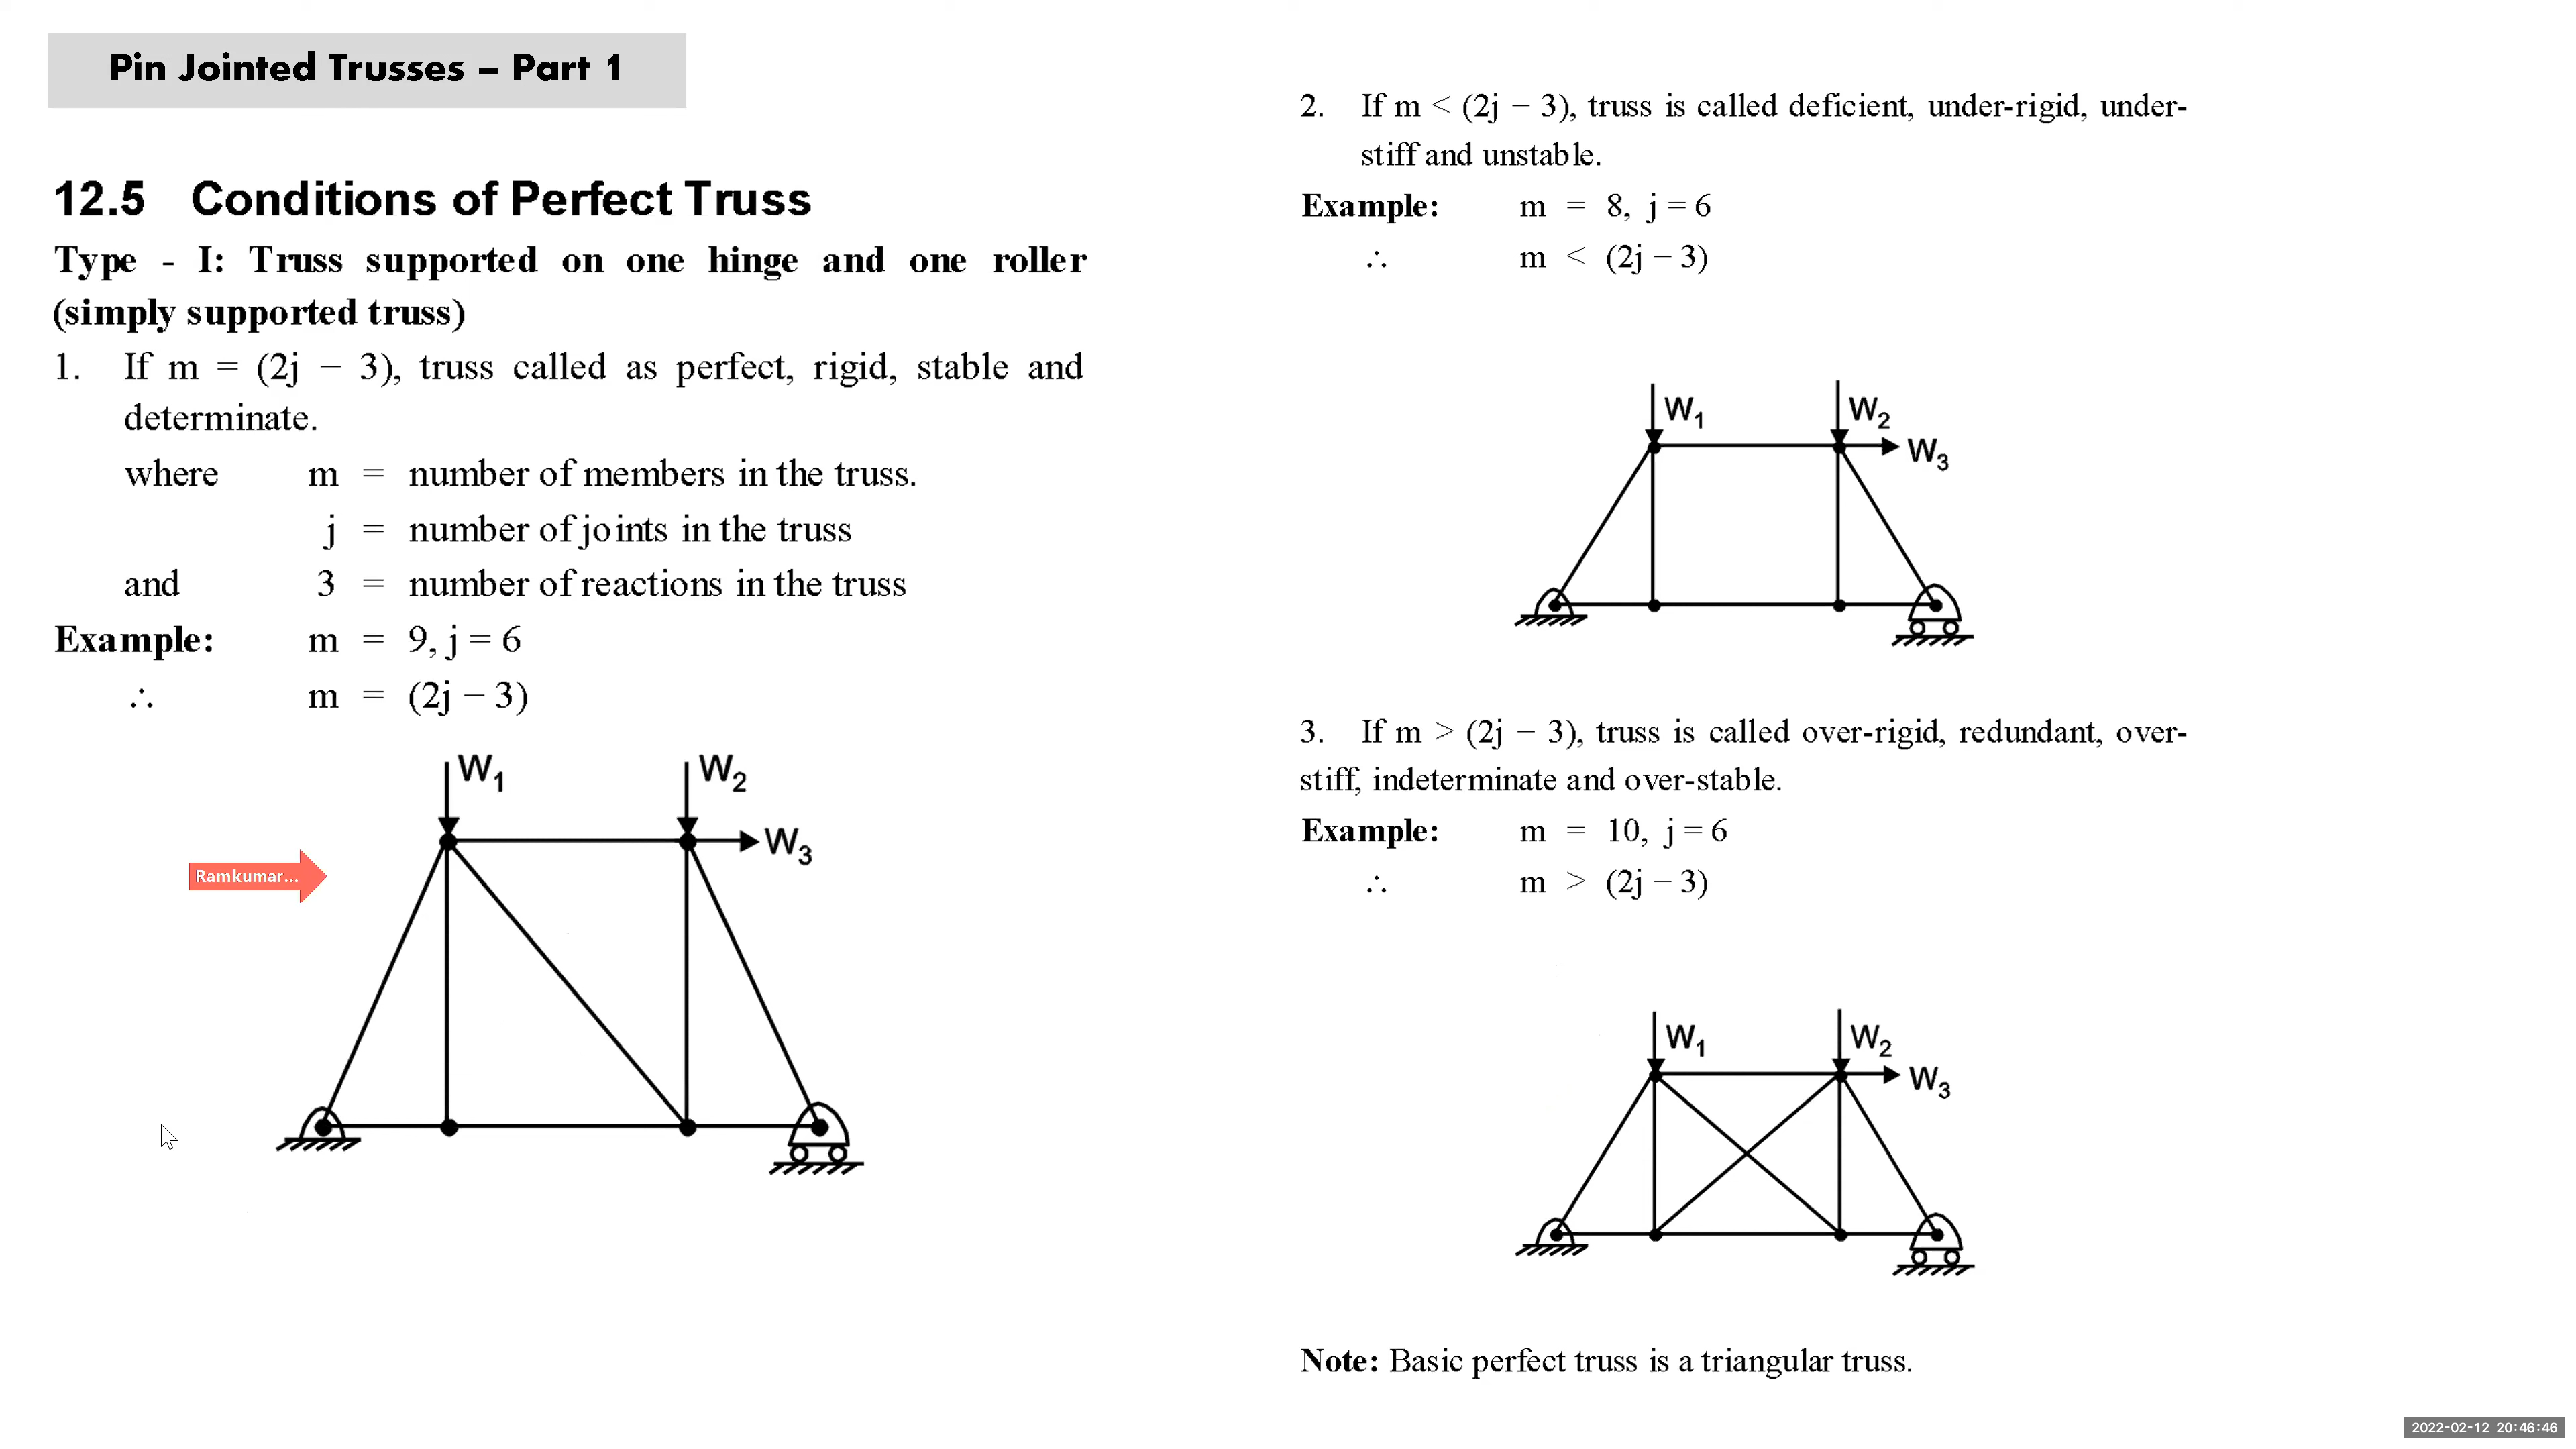 Pin Jointed Trusses – Part 1
12.5 Conditions of Perfect Truss
Type - I: Truss supported on one hinge and one roller
(simply supported truss)
1. If m = (2j − 3), truss called as perfect, rigid, stable and
determinate.
where m = number of members in the truss.
j = number of joints in the truss
and 3 = number of reactions in the truss
Example: m = 9, j = 6
∴ m = (2j − 3)
W₁ W₂
W₃
Ramkumar...
2. If m < (2j − 3), truss is called deficient, under-rigid, under-
stiff and unstable.
Example: m = 8, j = 6
∴ m < (2j − 3)
W₁ W₂
W₃
3. If m > (2j − 3), truss is called over-rigid, redundant, over-
stiff, indeterminate and over-stable.
Example: m = 10, j = 6
∴ m > (2j − 3)
W₁ W₂
W₃
Note: Basic perfect truss is a triangular truss.
2022-02-12 20:46:46